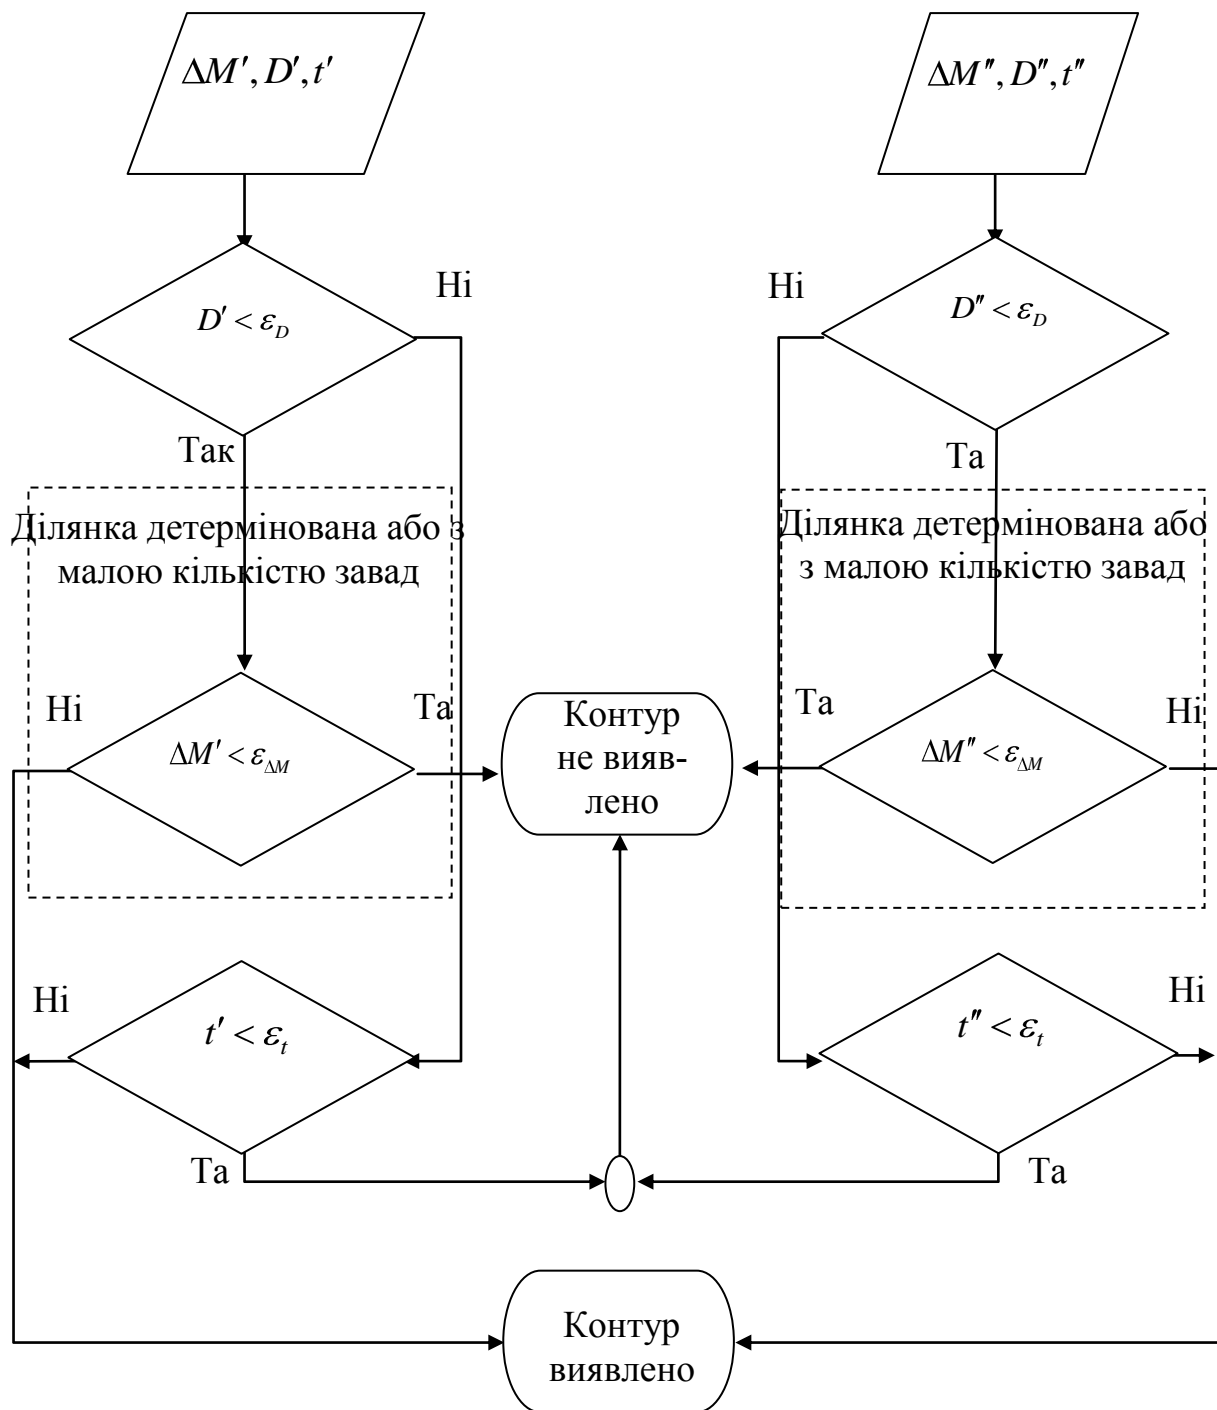 ΔM′, D′, t′
ΔM″, D″, t″
Ні
Ні
D′ < ε_D
D″ < ε_D
Так
Та
Ділянка детермінована або з
малою кількістю завад
Ділянка детермінована або
з малою кількістю завад
Ні
Та
Контур
не вияв-
лено
Та
Ні
ΔM′ < ε_ΔM
ΔM″ < ε_ΔM
Ні
Ні
t′ < ε_t
t″ < ε_t
Та
Та
Контур
виявлено